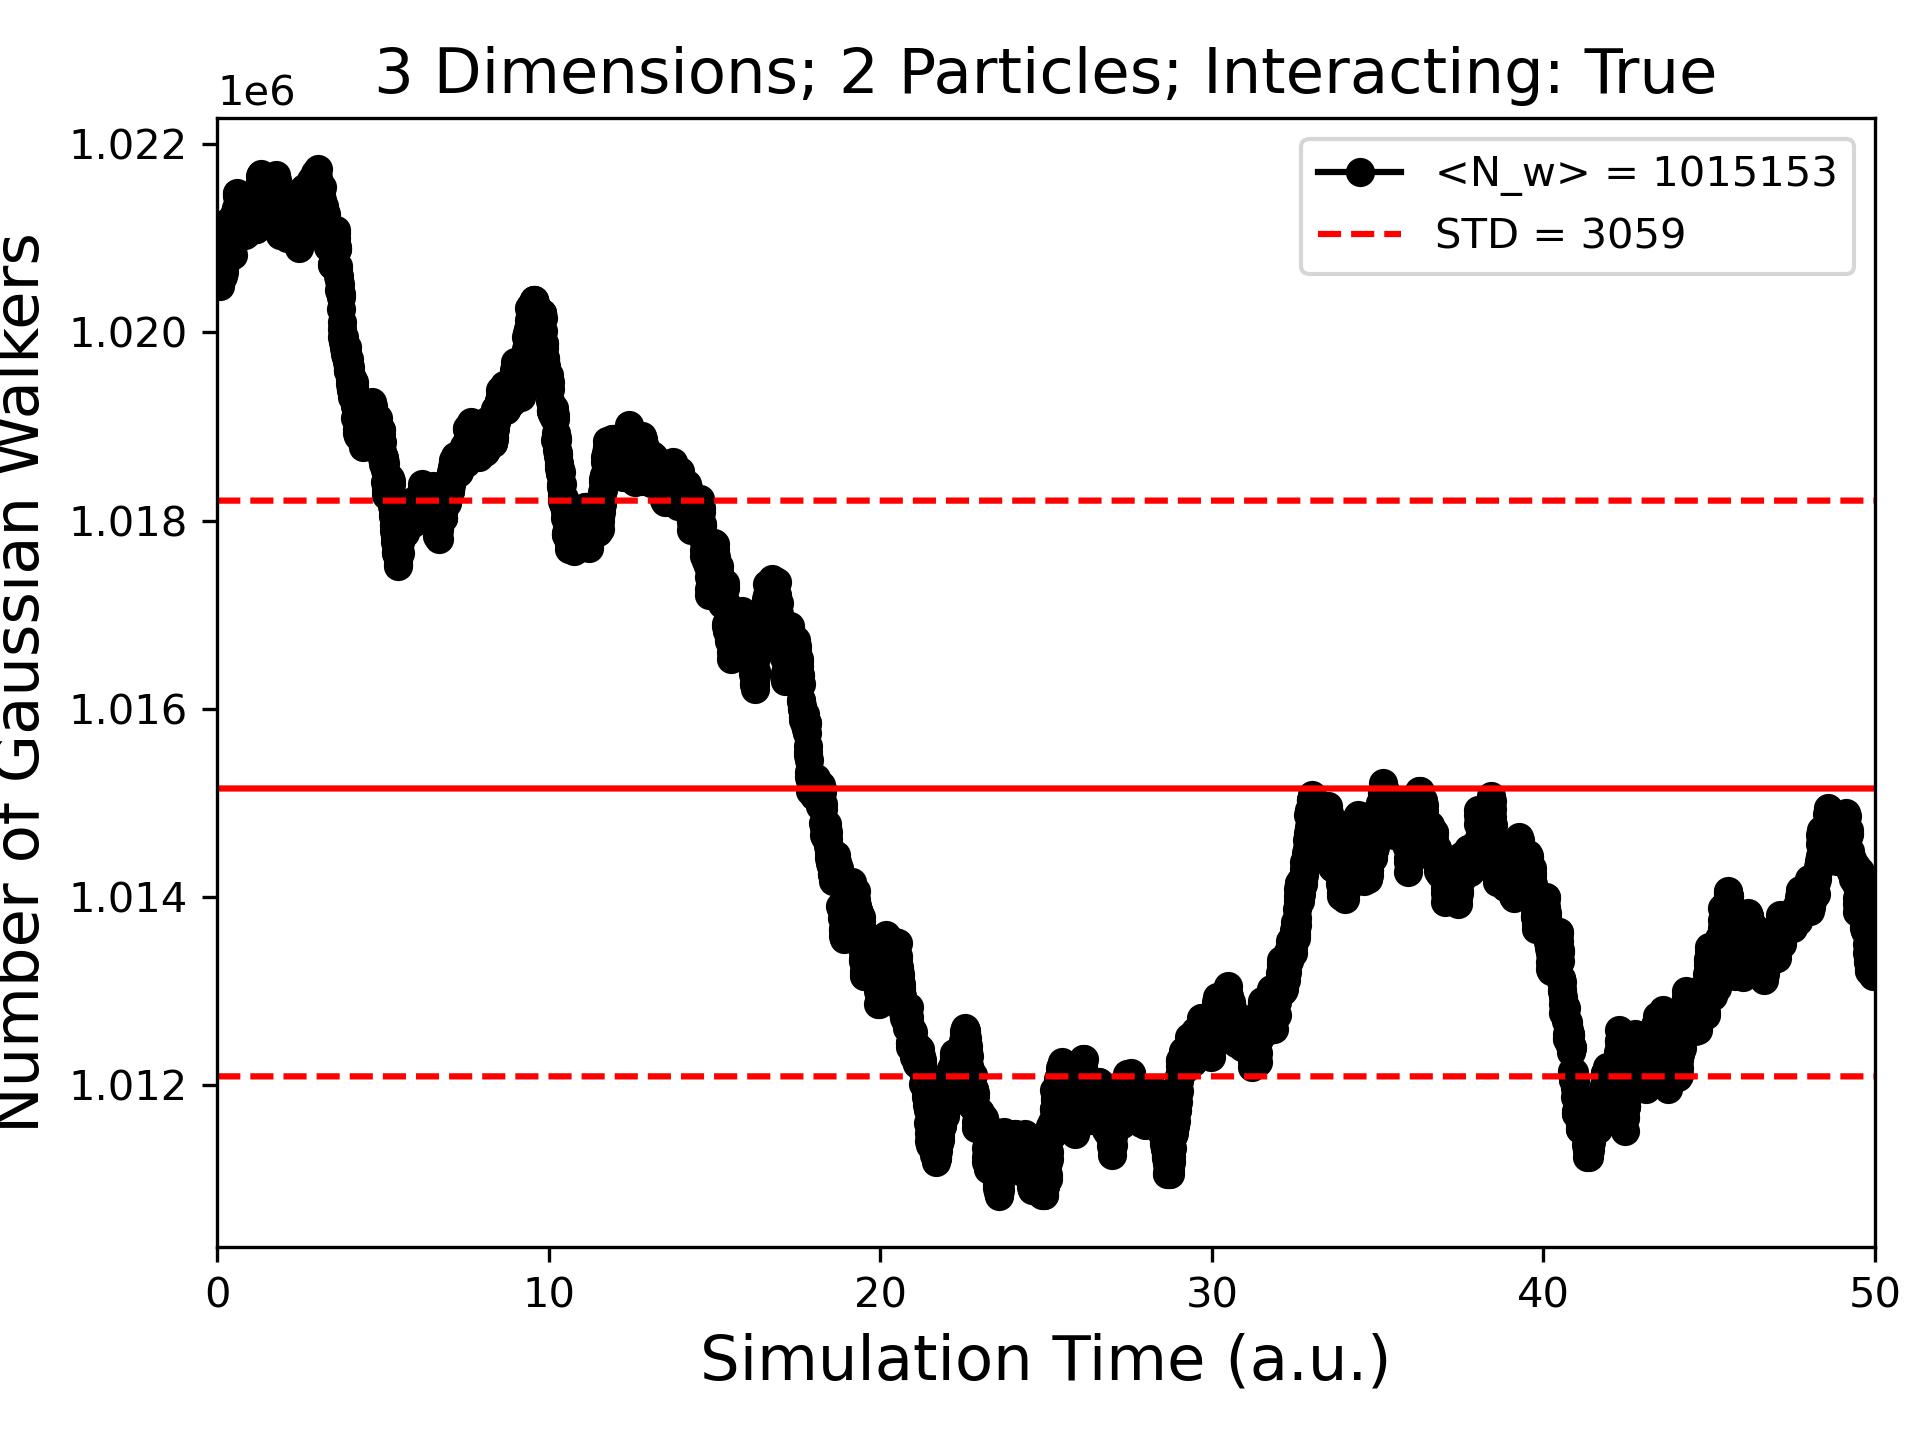 3 Dimensions; 2 Particles; Interacting: True
1e6
1.022
1.020
1.018
1.016
1.014
1.012
Number of Gaussian Walkers
<N_w> = 1015153
STD = 3059
0 10 20 30 40 50
Simulation Time (a.u.)